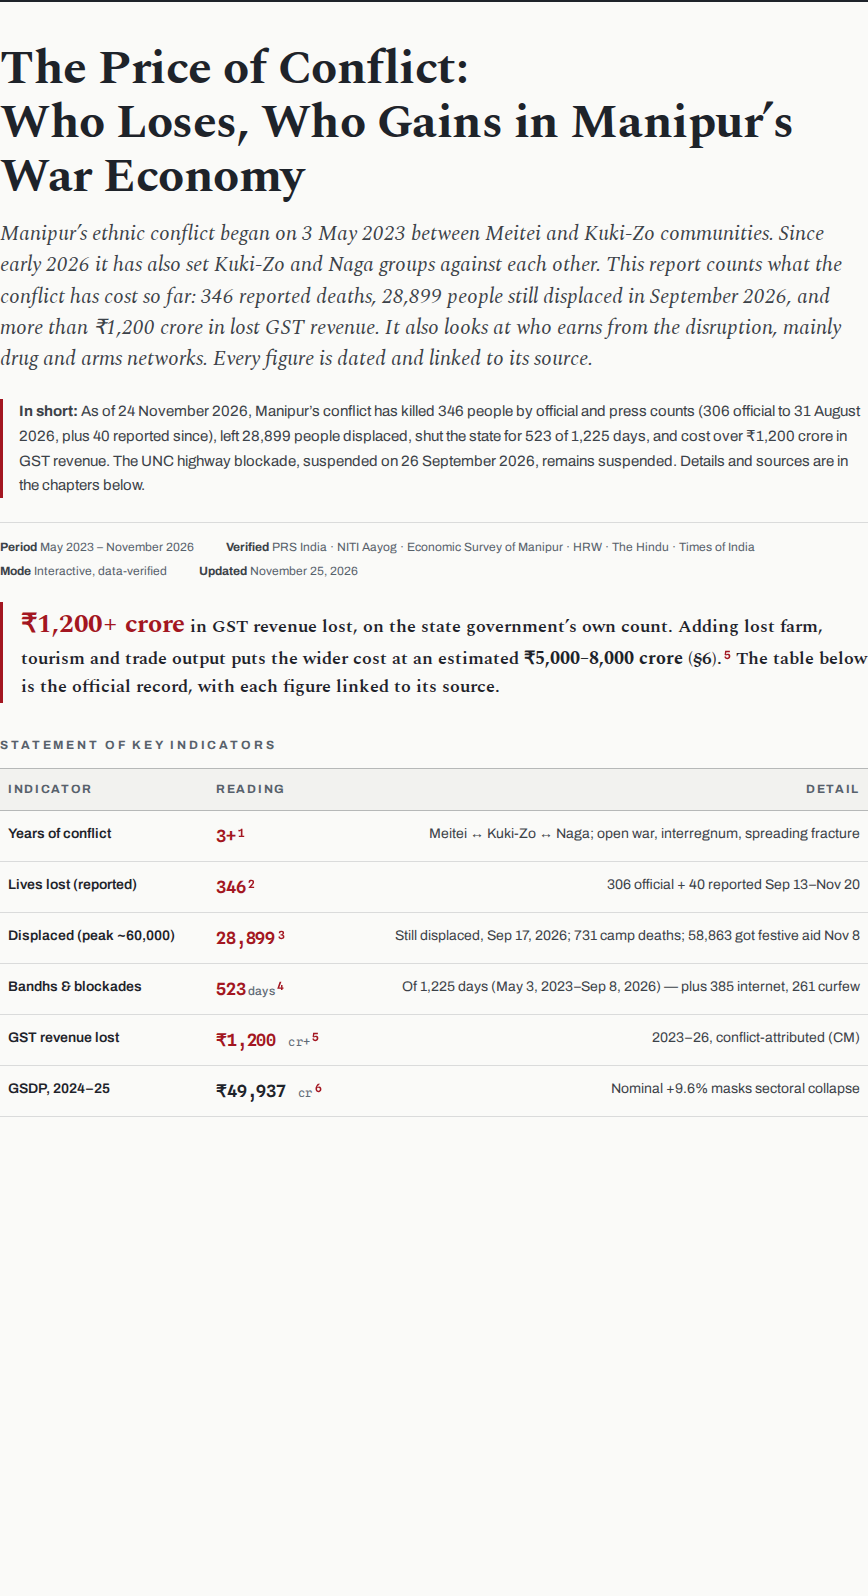 The Price of Conflict:
Who Loses, Who Gains in Manipur’s
War Economy
Manipur’s ethnic conflict began on 3 May 2023 between Meitei and Kuki-Zo communities. Since
early 2026 it has also set Kuki-Zo and Naga groups against each other. This report counts what the
conflict has cost so far: 346 reported deaths, 28,899 people still displaced in September 2026, and
more than ₹1,200 crore in lost GST revenue. It also looks at who earns from the disruption, mainly
drug and arms networks. Every figure is dated and linked to its source.
In short: As of 24 November 2026, Manipur’s conflict has killed 346 people by official and press counts (306 official to 31 August
2026, plus 40 reported since), left 28,899 people displaced, shut the state for 523 of 1,225 days, and cost over ₹1,200 crore in
GST revenue. The UNC highway blockade, suspended on 26 September 2026, remains suspended. Details and sources are in
the chapters below.
Period May 2023 – November 2026 Verified PRS India · NITI Aayog · Economic Survey of Manipur · HRW · The Hindu · Times of India
Mode Interactive, data-verified Updated November 25, 2026
₹1,200+ crore in GST revenue lost, on the state government’s own count. Adding lost farm,
tourism and trade output puts the wider cost at an estimated ₹5,000–8,000 crore (§6).5 The table below
is the official record, with each figure linked to its source.
STATEMENT OF KEY INDICATORS
INDICATOR READING DETAIL
Years of conflict 3+1 Meitei ↔ Kuki-Zo ↔ Naga; open war, interregnum, spreading fracture
Lives lost (reported) 3462 306 official + 40 reported Sep 13–Nov 20
Displaced (peak ~60,000) 28,8993 Still displaced, Sep 17, 2026; 731 camp deaths; 58,863 got festive aid Nov 8
Bandhs & blockades 523 days4 Of 1,225 days (May 3, 2023–Sep 8, 2026) — plus 385 internet, 261 curfew
GST revenue lost ₹1,200 cr+5 2023–26, conflict-attributed (CM)
GSDP, 2024–25 ₹49,937 cr6 Nominal +9.6% masks sectoral collapse